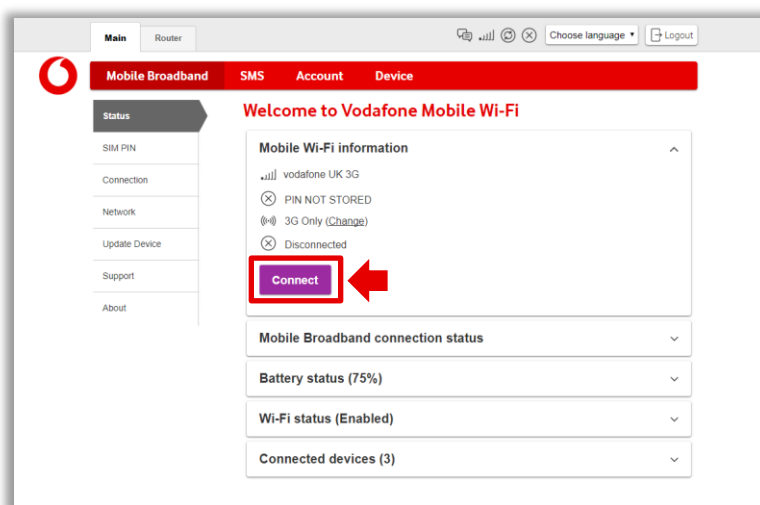 Main Router Choose language Logout
Mobile Broadband SMS Account Device
Status
SIM PIN
Connection
Network
Update Device
Support
About
Welcome to Vodafone Mobile Wi-Fi
Mobile Wi-Fi information
vodafone UK 3G
PIN NOT STORED
3G Only (Change)
Disconnected
Connect
Mobile Broadband connection status
Battery status (75%)
Wi-Fi status (Enabled)
Connected devices (3)